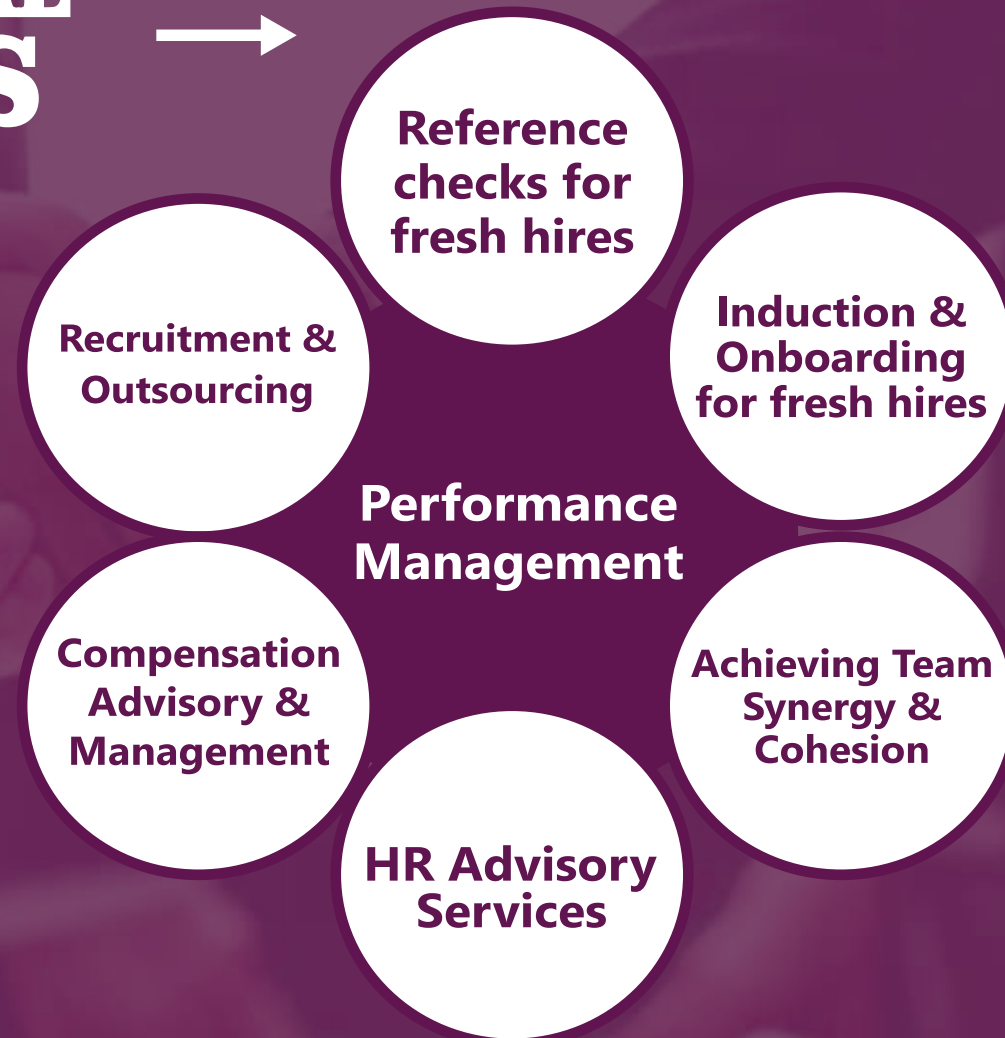 S
Reference
checks for
fresh hires
Induction &
Onboarding
for fresh hires
Recruitment &
Outsourcing
Performance
Management
Compensation
Advisory &
Management
Achieving Team
Synergy &
Cohesion
HR Advisory
Services